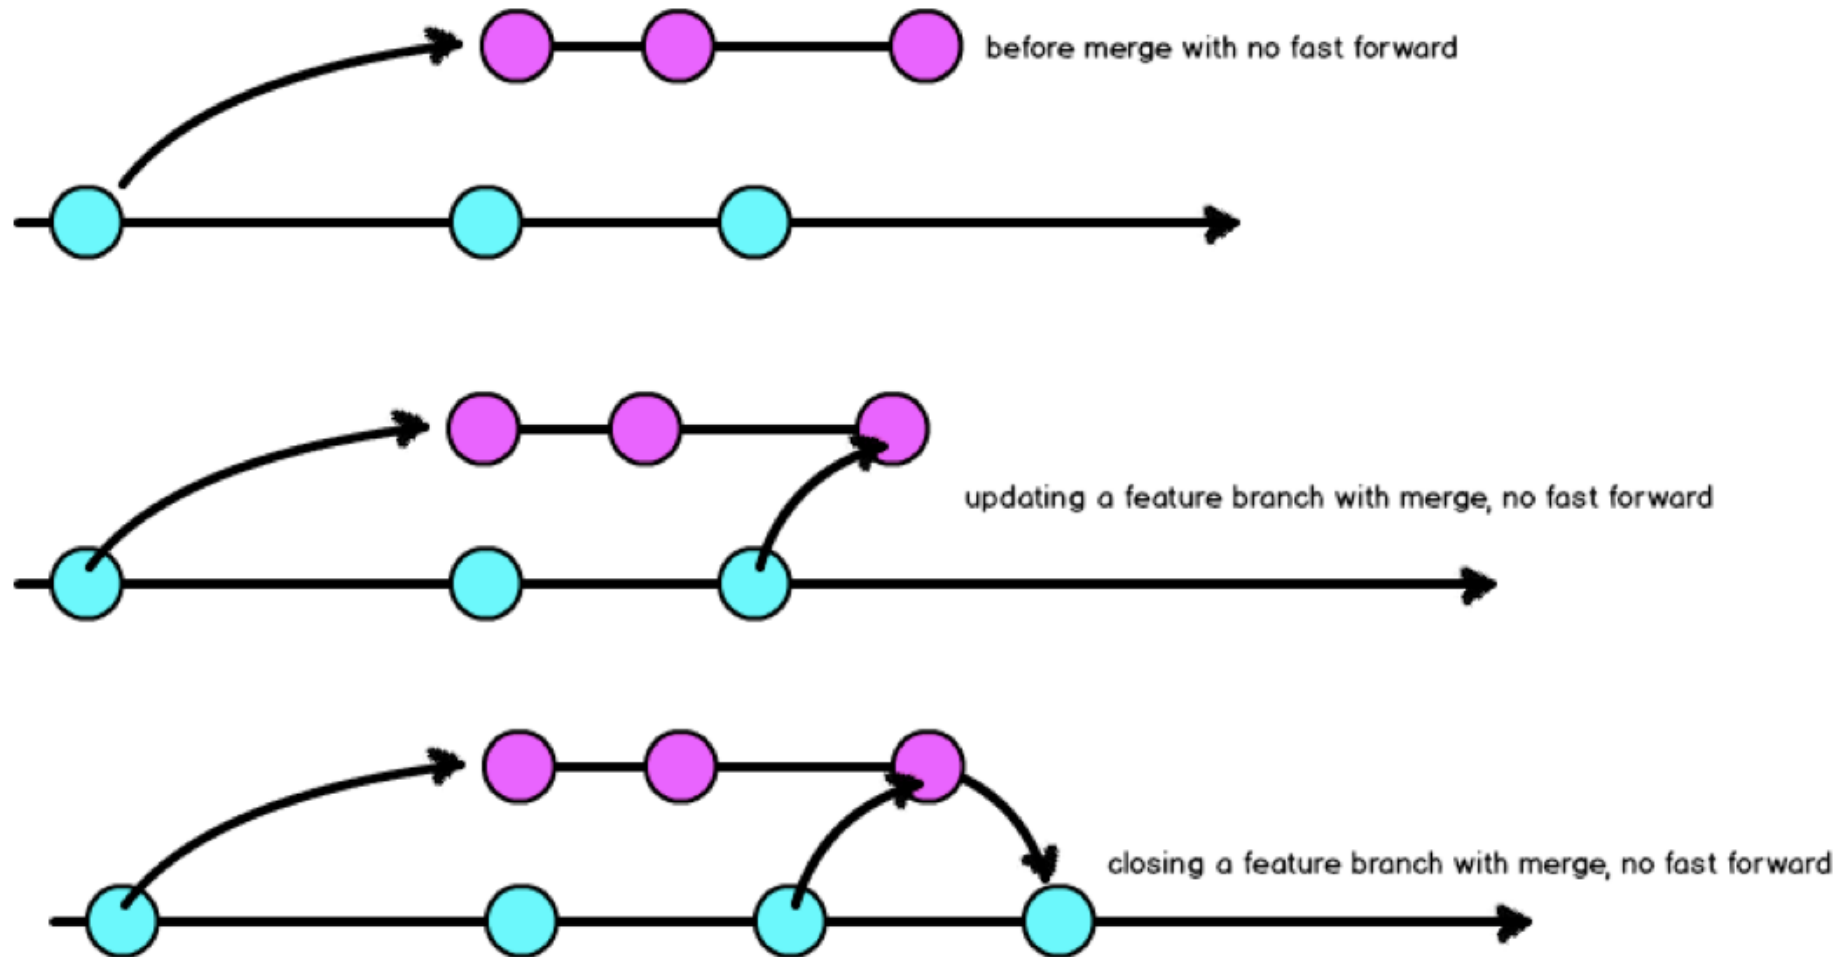 before merge with no fast forward
updating a feature branch with merge, no fast forward
closing a feature branch with merge, no fast forward